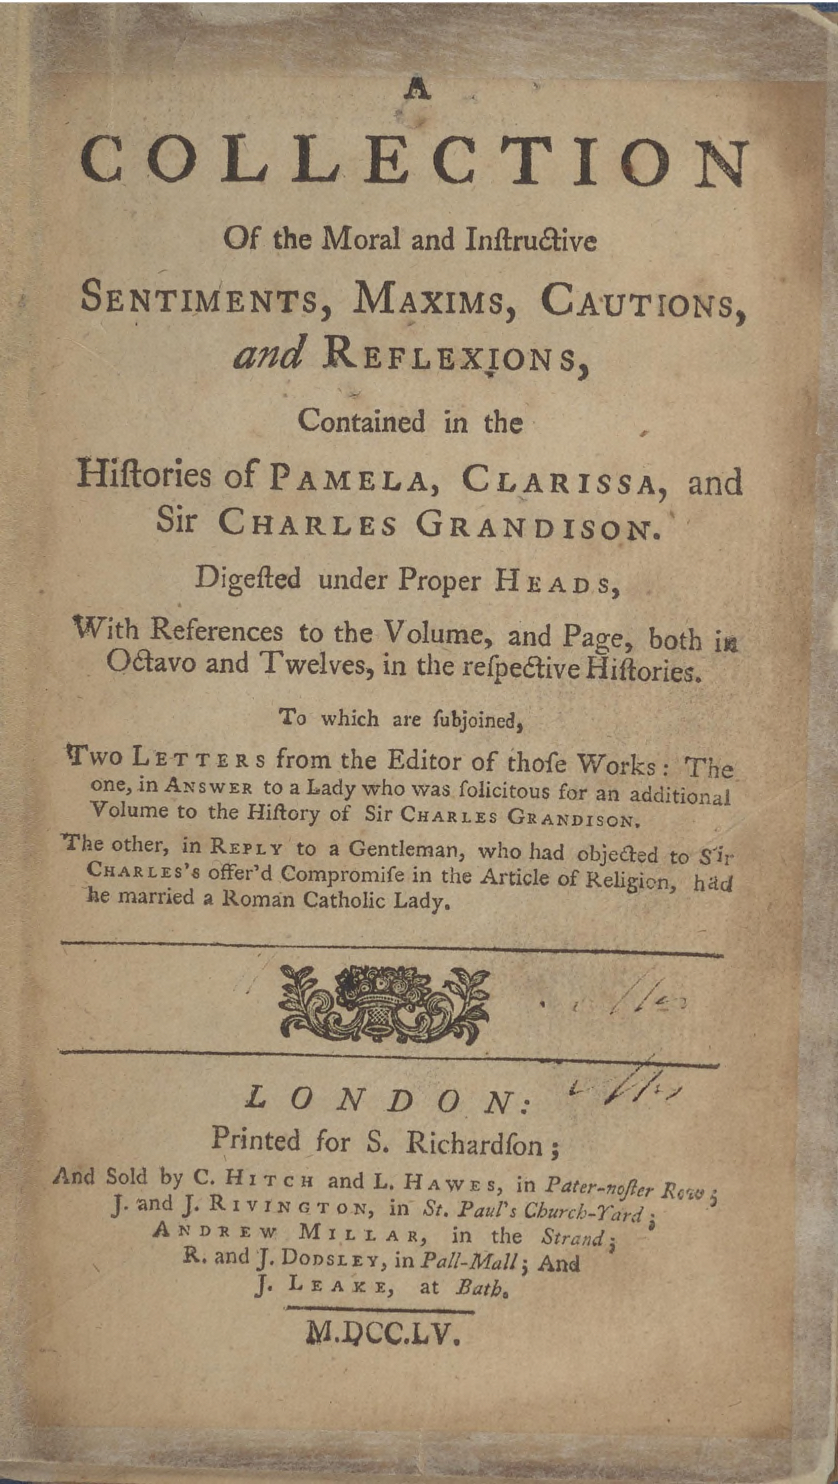 A
COLLECTION
Of the Moral and Inſtructive
SENTIMENTS, MAXIMS, CAUTIONS,
and REFLEXIONS,
Contained in the
Hiſtories of PAMELA, CLARISSA, and
Sir CHARLES GRANDISON.
Digeſted under Proper HEADS,
With References to the Volume, and Page, both in
Octavo and Twelves, in the reſpective Hiſtories.
To which are ſubjoined,
Two LETTERS from the Editor of thoſe Works: The
one, in ANSWER to a Lady who was ſolicitous for an additional
Volume to the Hiſtory of Sir CHARLES GRANDISON.
The other, in REPLY to a Gentleman, who had objected to Sir
CHARLES's offer'd Compromiſe in the Article of Religion, had
he married a Roman Catholic Lady.
LONDON:
Printed for S. Richardſon;
And Sold by C. HITCH and L. HAWES, in Pater-noſter Row;
J. and J. RIVINGTON, in St. Paul's Church-Yard;
ANDREW MILLAR, in the Strand;
R. and J. DODSLEY, in Pall-Mall; And
J. LEAKE, at Bath.
M.DCC.LV.